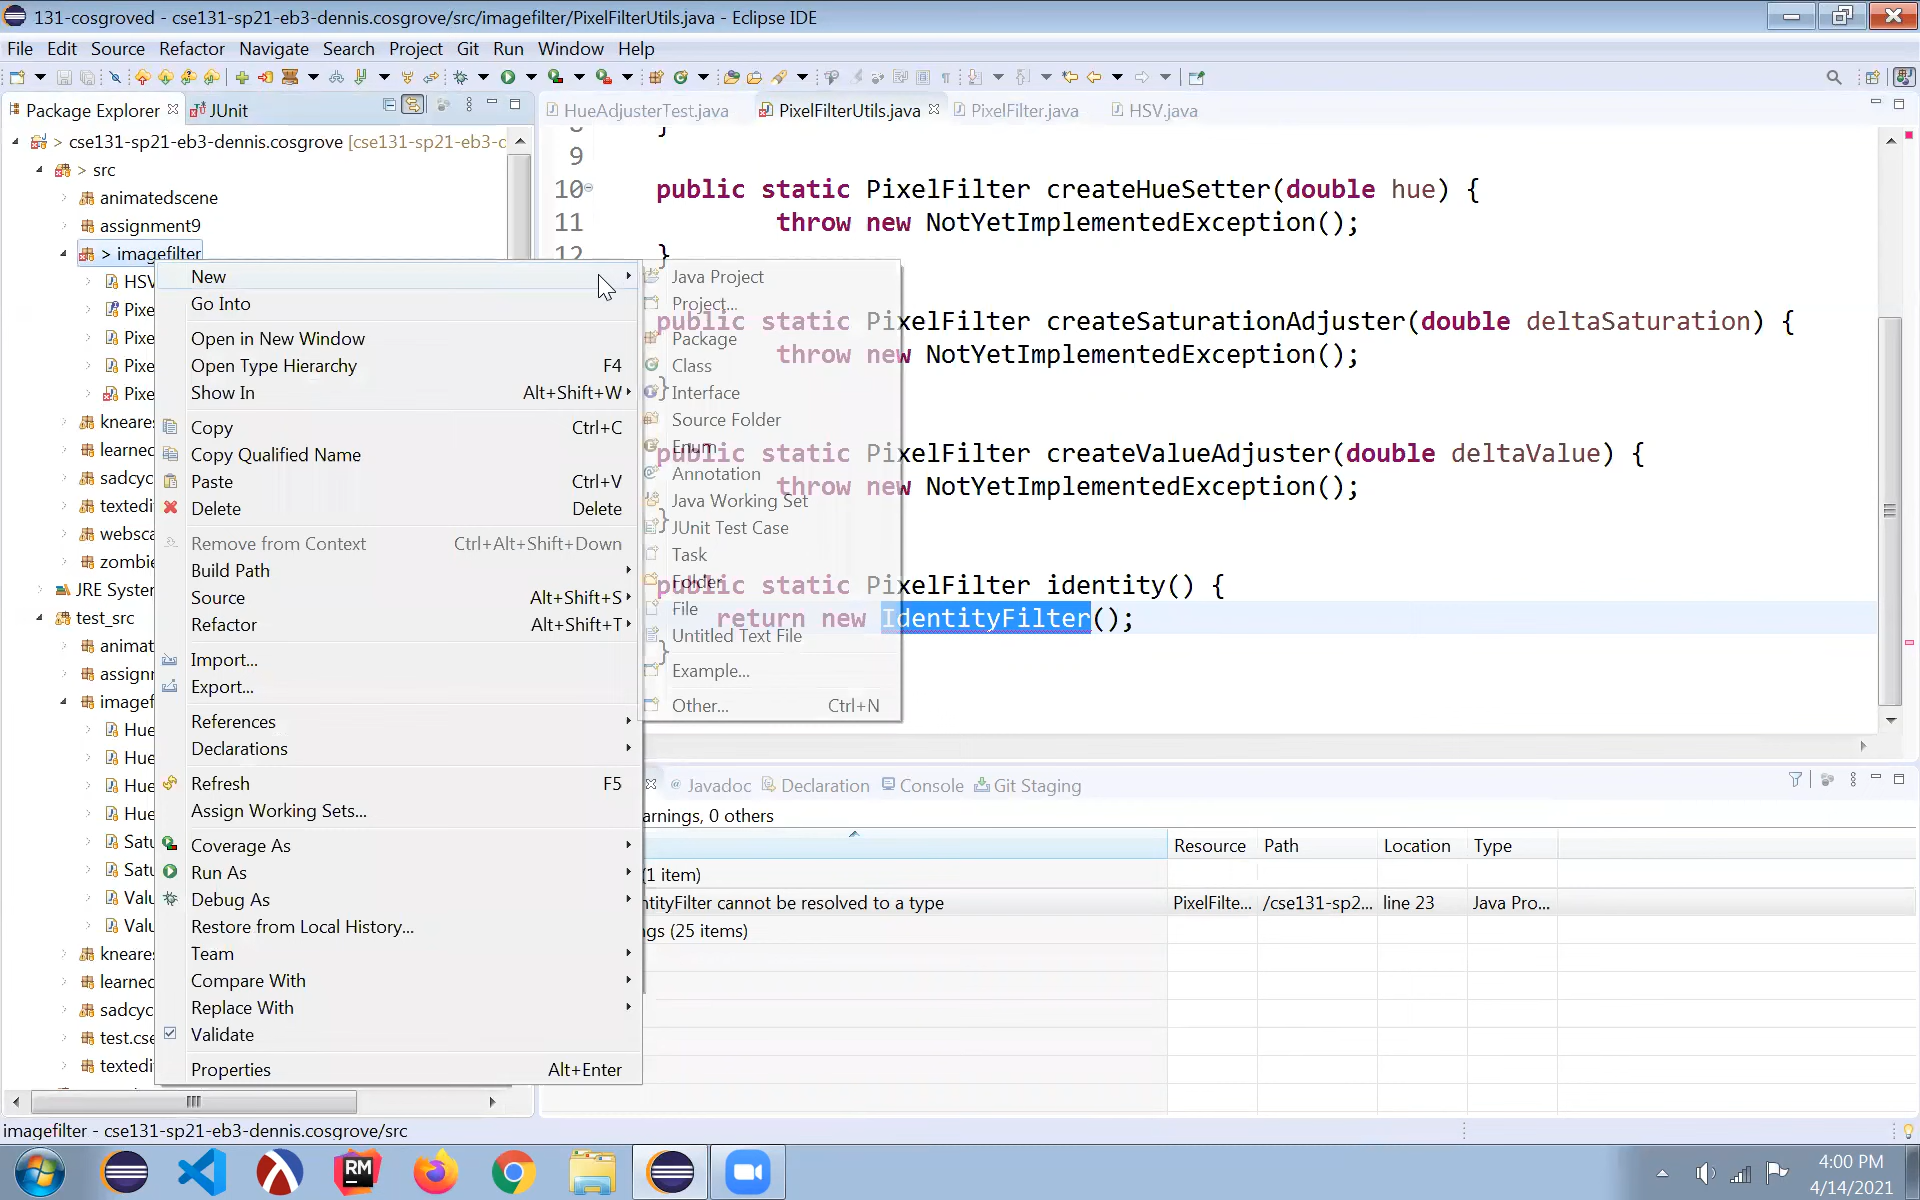 131-cosgroved - cse131-sp21-eb3-dennis.cosgrove/src/imagefilter/PixelFilterUtils.java - Eclipse IDE
File Edit Source Refactor Navigate Search Project Git Run Window Help
Package Explorer JUnit
HueAdjusterTest.java PixelFilterUtils.java PixelFilter.java HSV.java
> cse131-sp21-eb3-dennis.cosgrove [cse131-sp21-eb3-c
> src
animatedscene
assignment9
> imagefilter
HSV
Pixe
Pixe
Pixe
Pixe
kneares
learned
sadcyc
textedi
websca
zombie
JRE System
test_src
animat
assignr
imagef
Hue
Hue
Hue
Hue
Satu
Satu
Valu
Valu
kneares
learned
sadcyc
test.cse
textedi
New
Go Into
Open in New Window
Open Type Hierarchy F4
Show In Alt+Shift+W
Copy Ctrl+C
Copy Qualified Name
Paste Ctrl+V
Delete Delete
Remove from Context Ctrl+Alt+Shift+Down
Build Path
Source Alt+Shift+S
Refactor Alt+Shift+T
Import...
Export...
References
Declarations
Refresh F5
Assign Working Sets...
Coverage As
Run As
Debug As
Restore from Local History...
Team
Compare With
Replace With
Validate
Properties Alt+Enter
Java Project
Project...
Package
Class
Interface
Source Folder
Enum
Annotation
Java Working Set
JUnit Test Case
Task
Folder
File
Untitled Text File
Example...
Other... Ctrl+N
8 }
9
10 public static PixelFilter createHueSetter(double hue) {
11 throw new NotYetImplementedException();
12 }
public static PixelFilter createSaturationAdjuster(double deltaSaturation) {
throw new NotYetImplementedException();
}
public static PixelFilter createValueAdjuster(double deltaValue) {
throw new NotYetImplementedException();
}
public static PixelFilter identity() {
return new IdentityFilter();
}
Javadoc Declaration Console Git Staging
arnings, 0 others
Resource Path Location Type
(1 item)
ntityFilter cannot be resolved to a type PixelFilte... /cse131-sp2... line 23 Java Pro...
gs (25 items)
imagefilter - cse131-sp21-eb3-dennis.cosgrove/src
RM
4:00 PM
4/14/2021